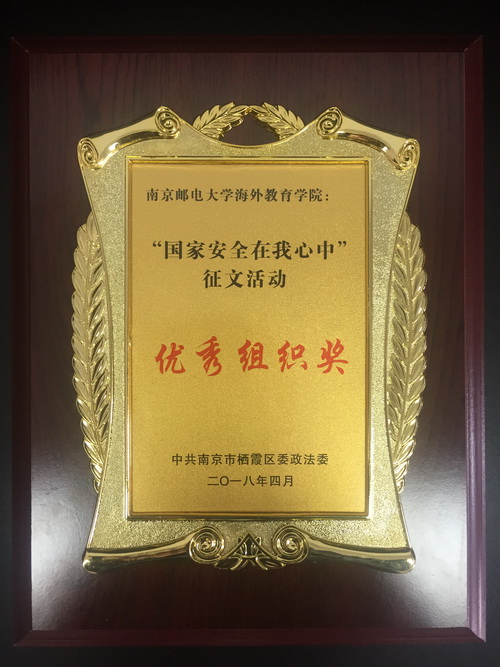 南京邮电大学海外教育学院：
“国家安全在我心中”
征文活动
优秀组织奖
中共南京市栖霞区委政法委
二〇一八年四月